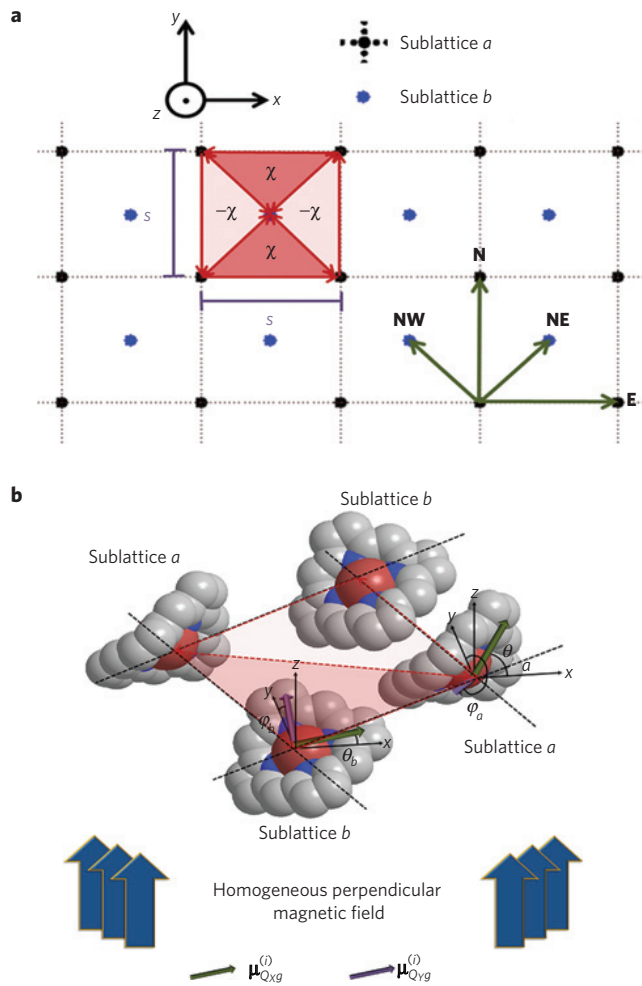 a
y
z
x
Sublattice a
Sublattice b
χ
−χ
−χ
χ
s
s
N
NW
NE
E
b
Sublattice b
Sublattice a
z
y
x
θ
a
φa
Sublattice a
z
y
x
φb
θb
Sublattice b
Homogeneous perpendicular
magnetic field
μ(i)QXg
μ(i)QYg